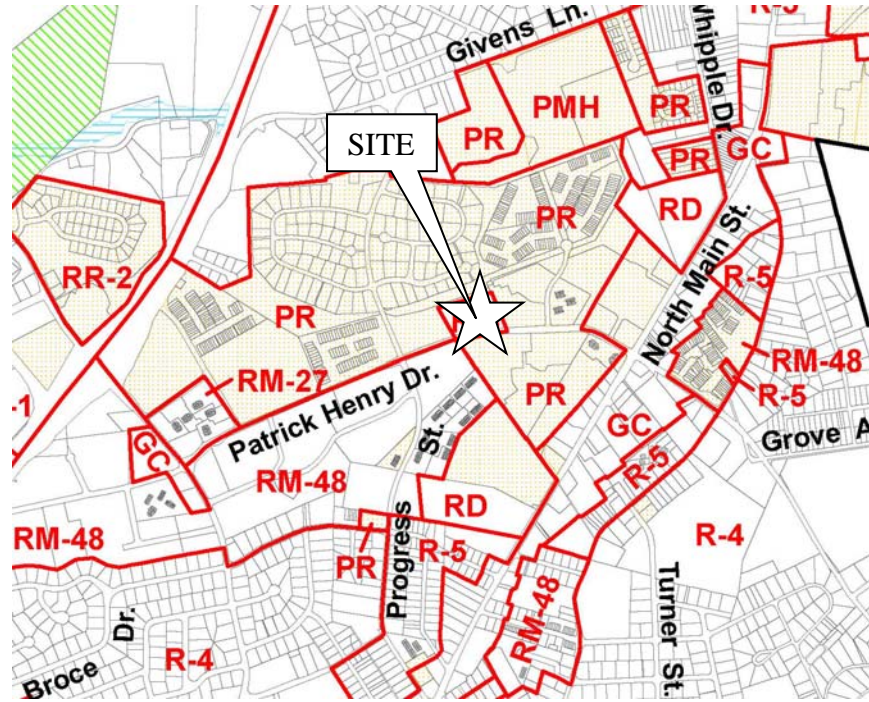 R-5
Givens Ln.
Whipple Dr.
PMH
PR
PR
SITE
GC
PR
RD
PR
North Main St.
R-5
RR-2
PR
RM-48
R-5
RM-27
PR
-1
Patrick Henry Dr.
GC
Grove A
GC
St.
R-5
RM-48
RD
R-4
RM-48
PR
Progress
R-5
RM-48
Turner St.
Broce Dr.
R-4